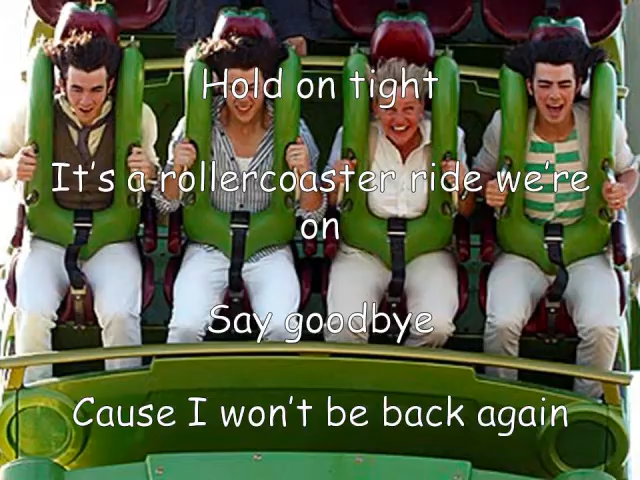 Hold on tight
It's a rollercoaster ride we're
on
Say goodbye
Cause I won't be back again